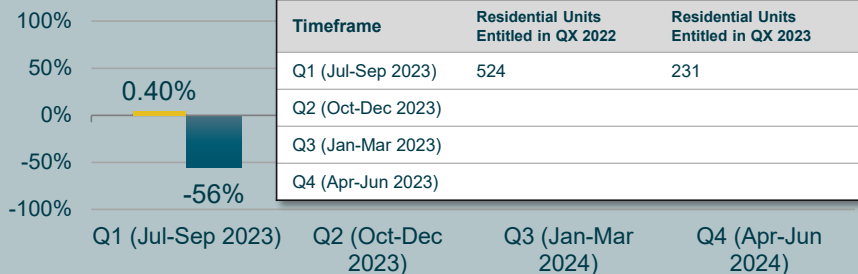 100%
50%
0%
-50%
-100%
0.40%
-56%
Timeframe
Residential Units
Entitled in QX 2022
Residential Units
Entitled in QX 2023
Q1 (Jul-Sep 2023) 524 231
Q2 (Oct-Dec 2023)
Q3 (Jan-Mar 2023)
Q4 (Apr-Jun 2023)
Q1 (Jul-Sep 2023)
Q2 (Oct-Dec
2023)
Q3 (Jan-Mar
2024)
Q4 (Apr-Jun
2024)